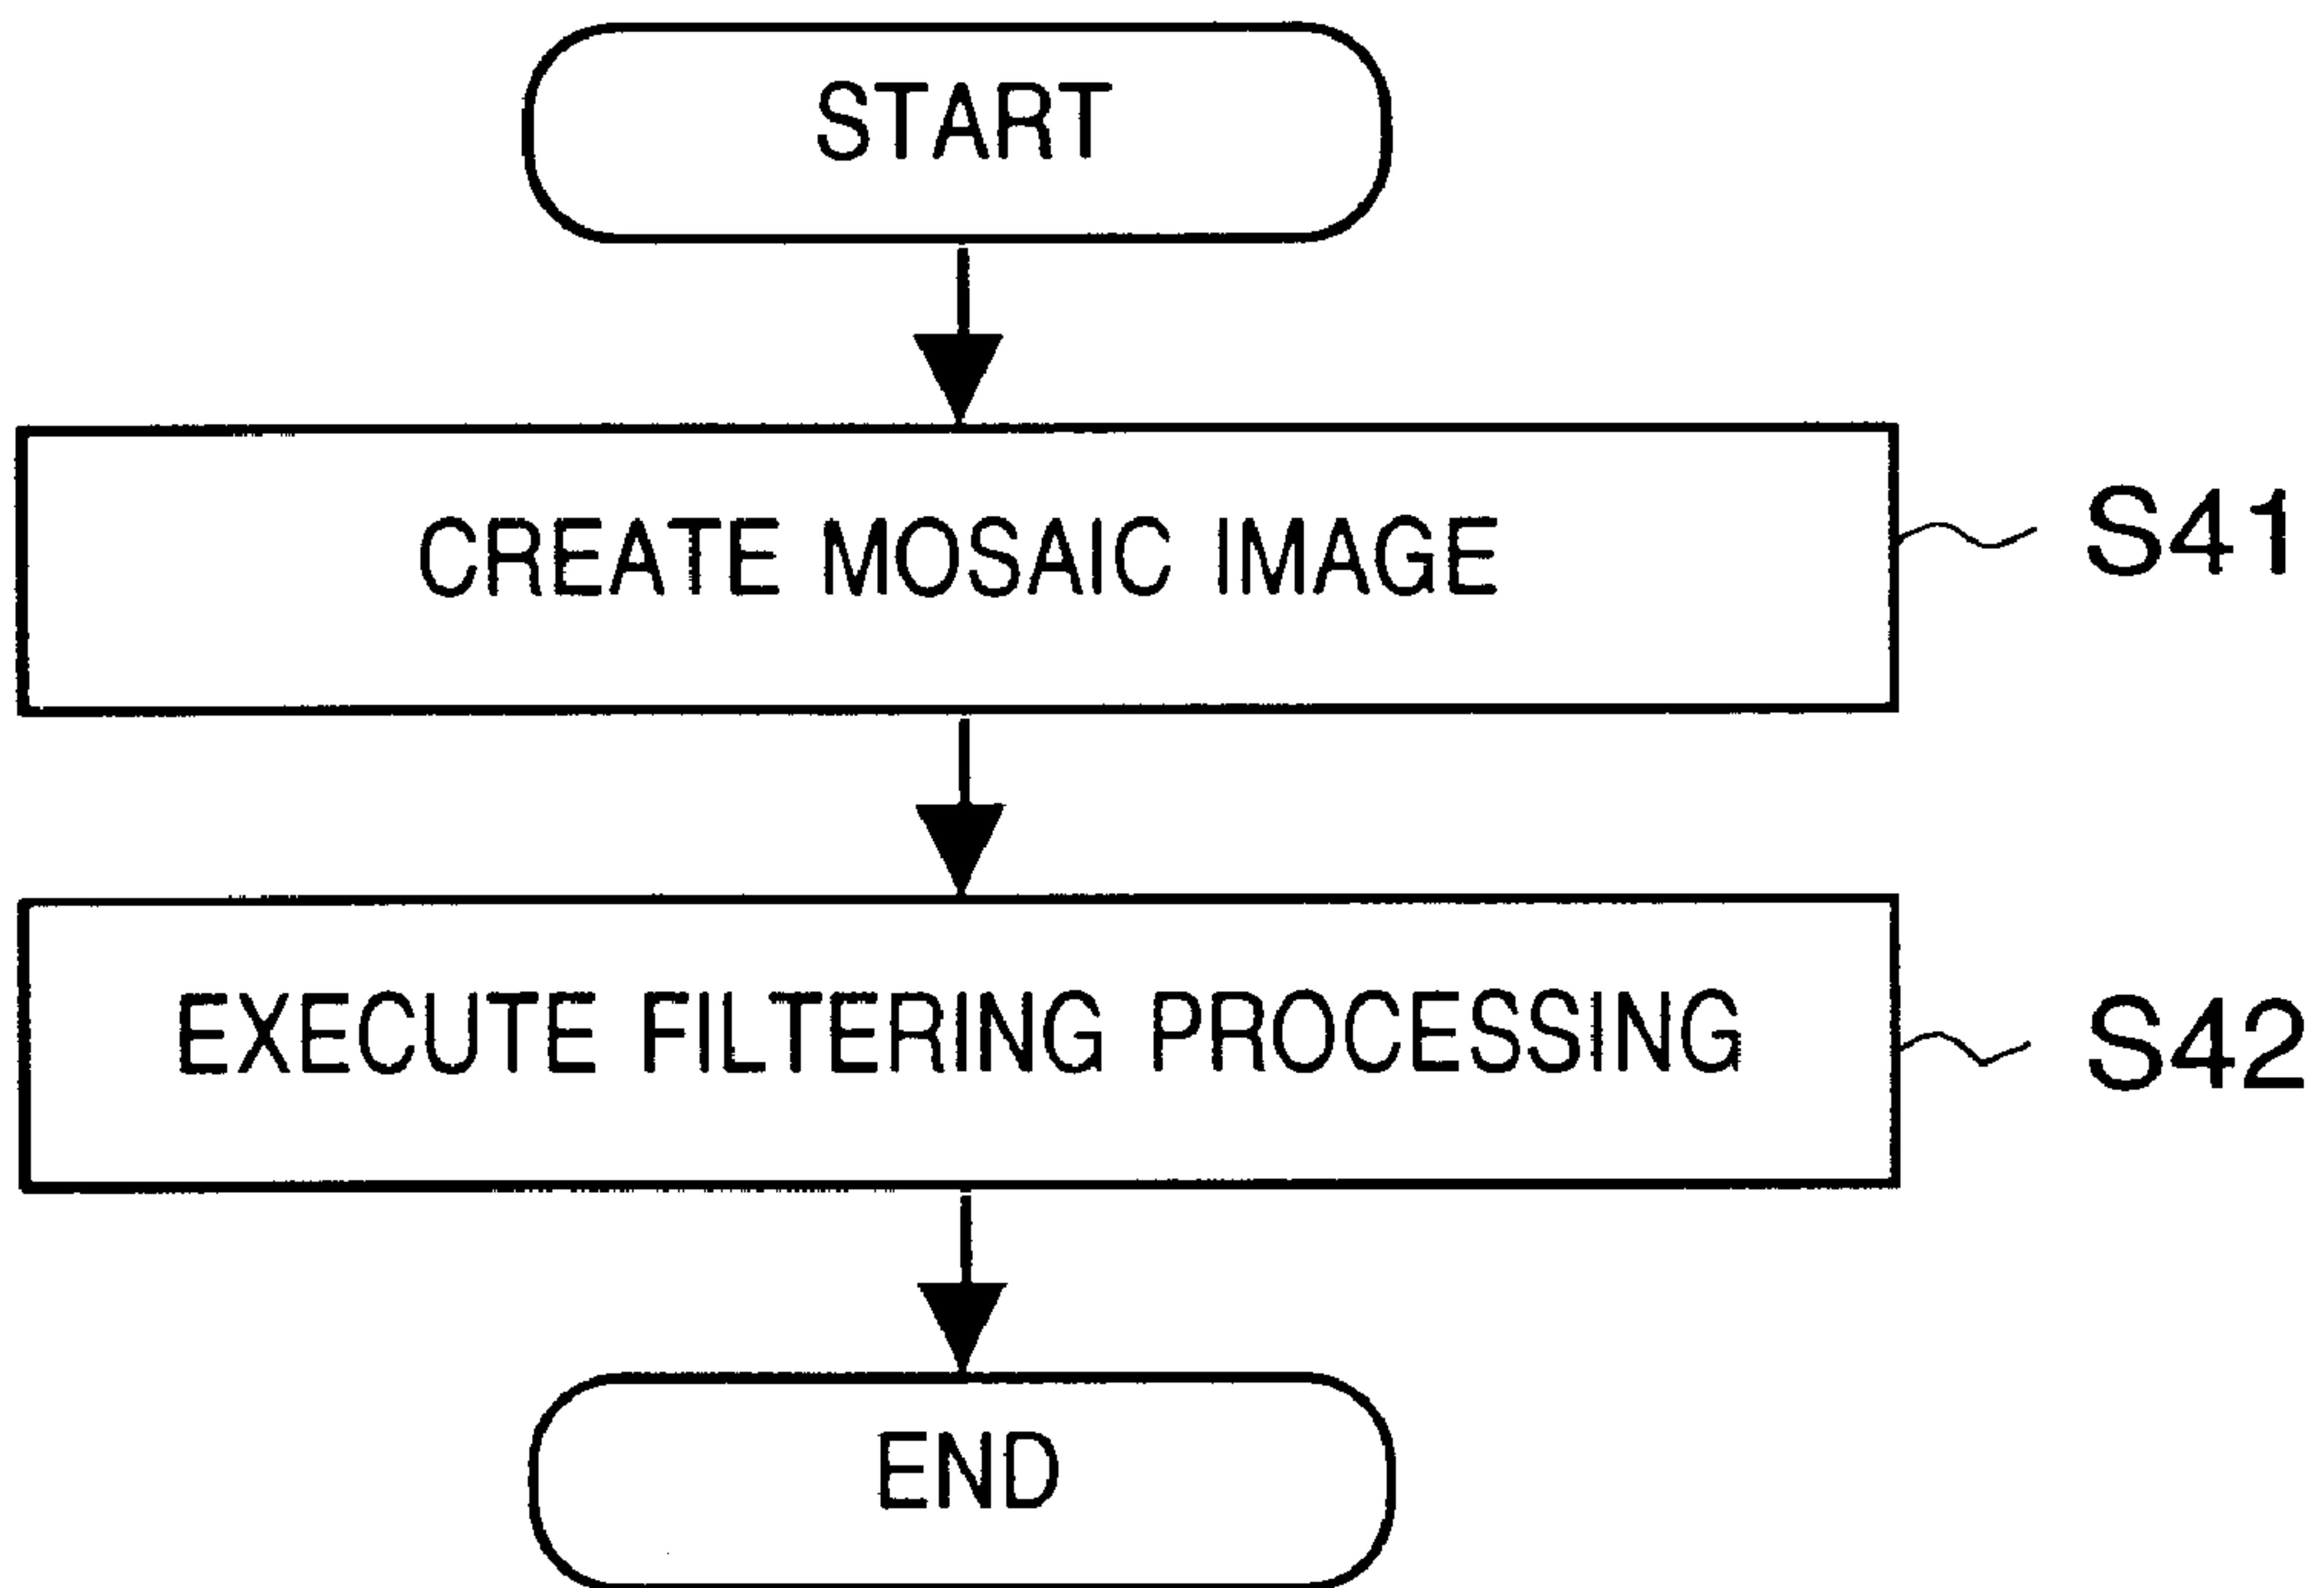 START
CREATE MOSAIC IMAGE
S41
EXECUTE FILTERING PROCESSING
S42
END